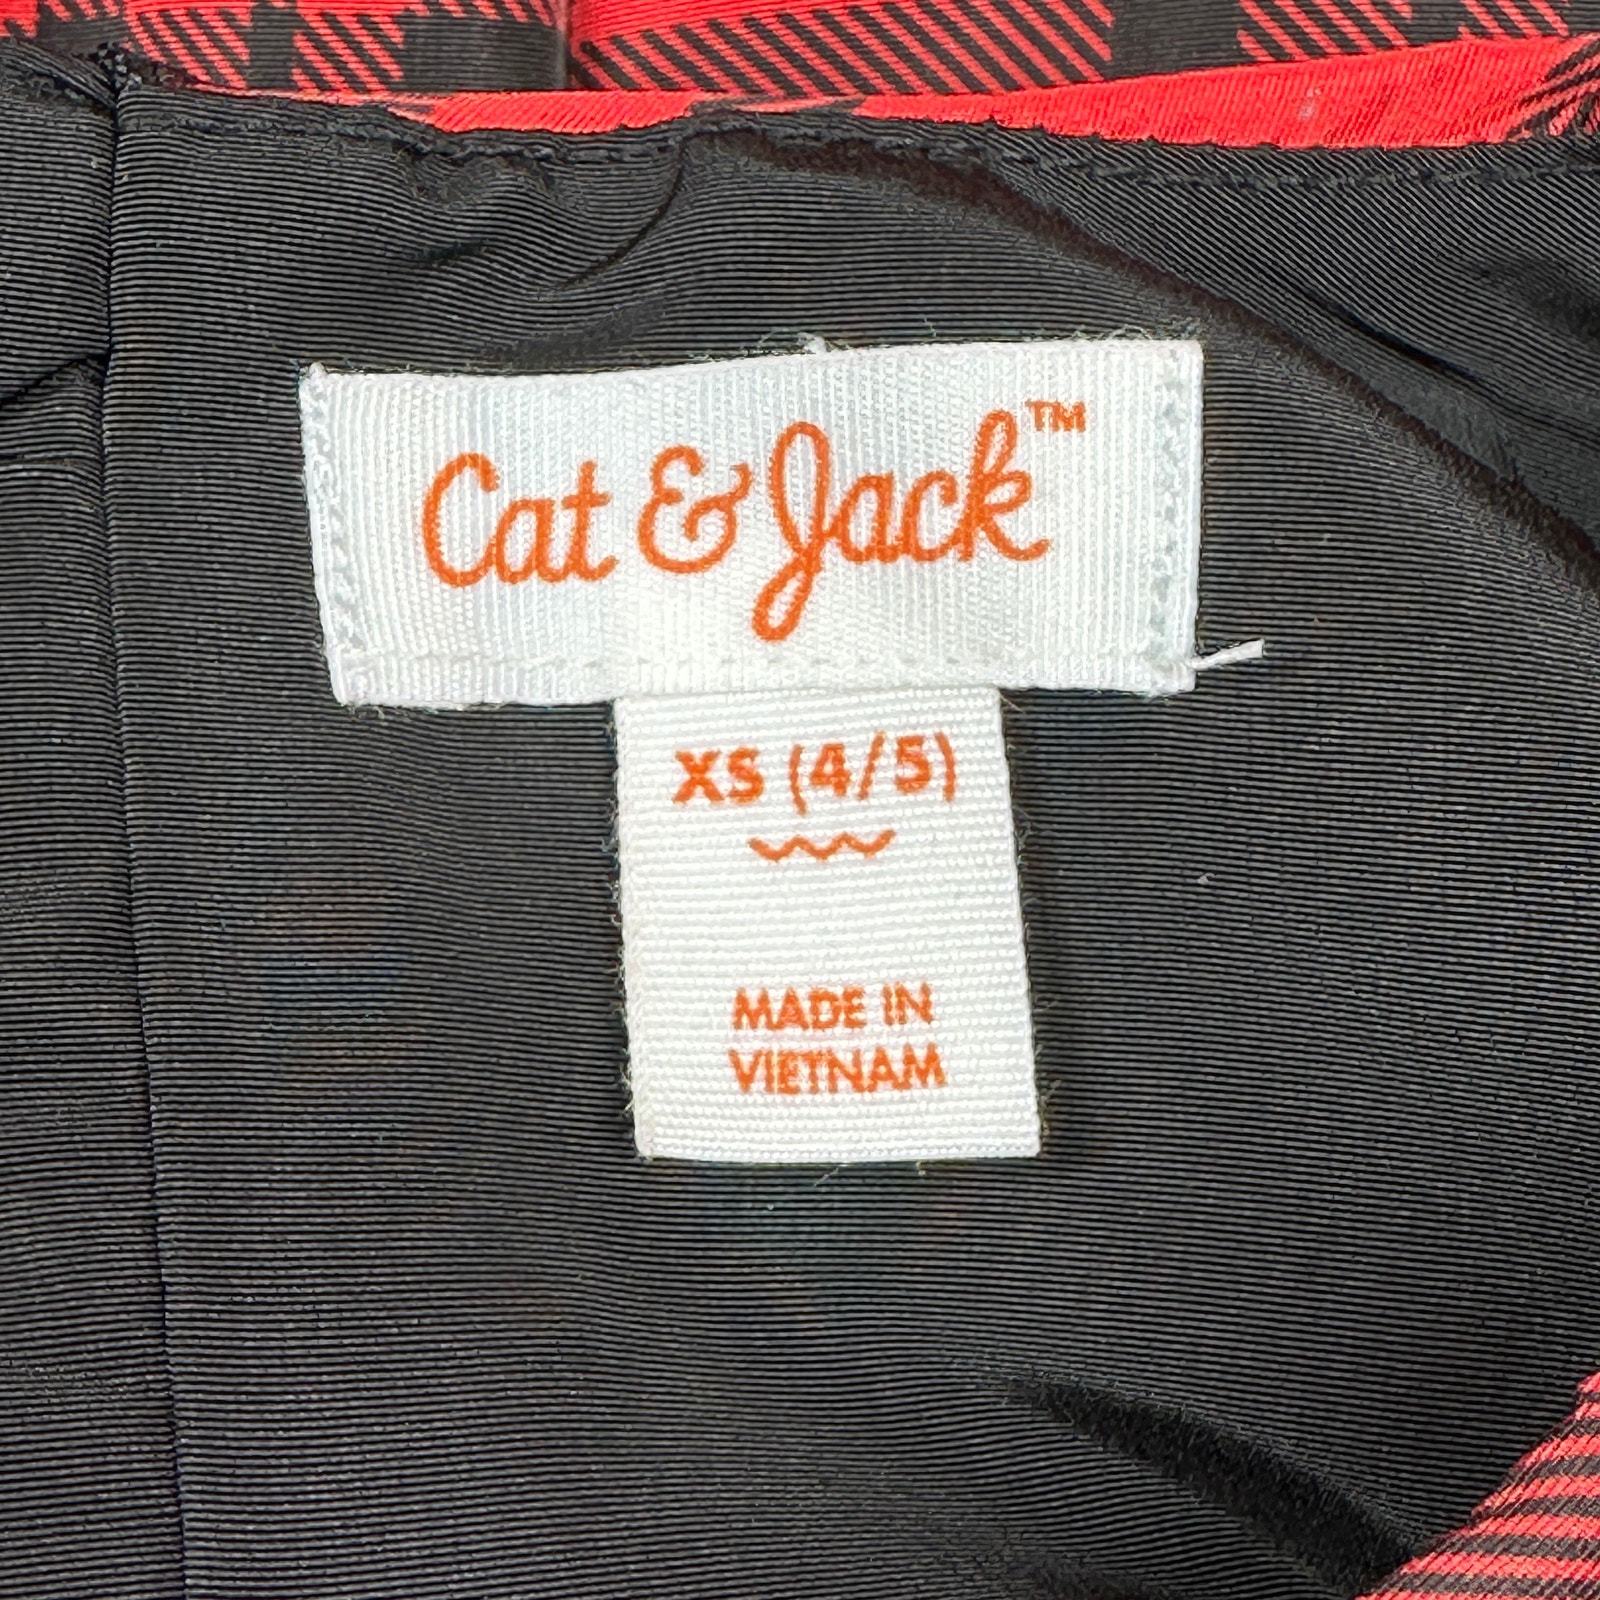 Cat & Jack™
XS (4/5)
MADE IN
VIETNAM